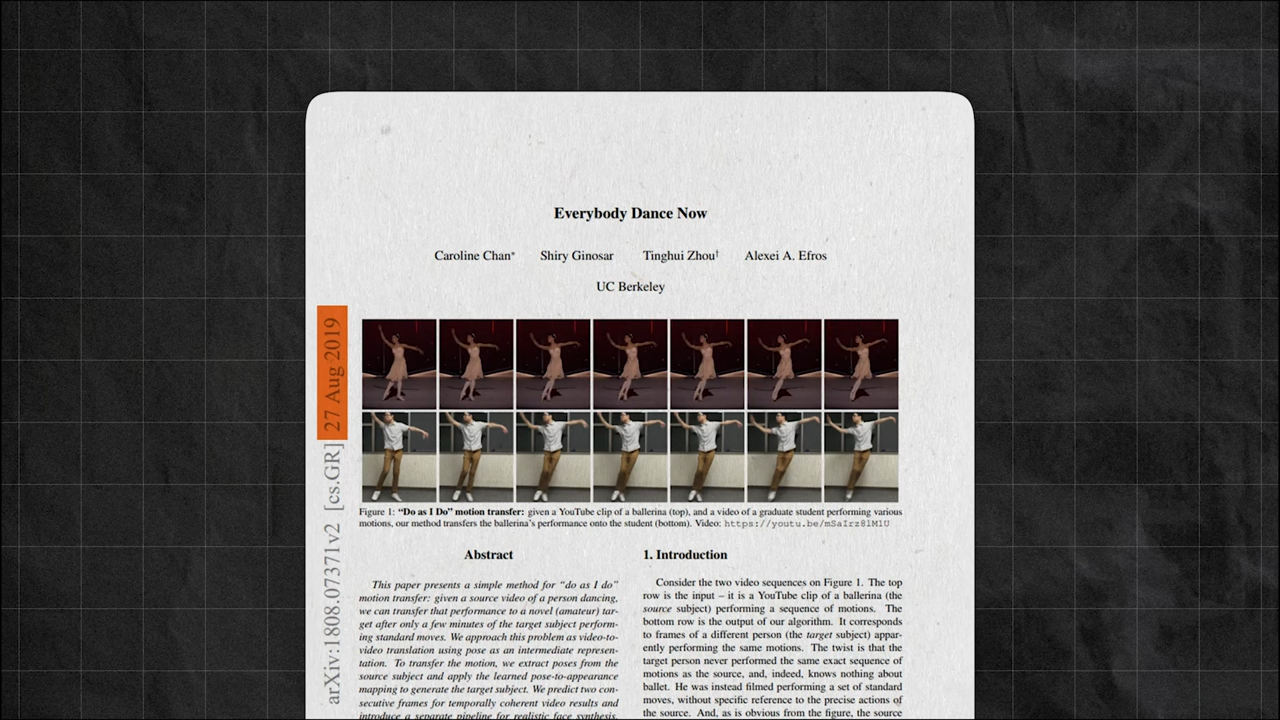 Everybody Dance Now
Caroline Chan* Shiry Ginosar Tinghui Zhou† Alexei A. Efros
UC Berkeley
arXiv:1808.07371v2 [cs.GR] 27 Aug 2019
Figure 1: “Do as I Do” motion transfer: given a YouTube clip of a ballerina (top), and a video of a graduate student performing various
motions, our method transfers the ballerina’s performance onto the student (bottom). Video: https://youtu.be/mSaIrz8lM1U
Abstract
This paper presents a simple method for “do as I do”
motion transfer: given a source video of a person dancing,
we can transfer that performance to a novel (amateur) tar-
get after only a few minutes of the target subject perform-
ing standard moves. We approach this problem as video-to-
video translation using pose as an intermediate represen-
tation. To transfer the motion, we extract poses from the
source subject and apply the learned pose-to-appearance
mapping to generate the target subject. We predict two con-
secutive frames for temporally coherent video results and
introduce a separate pipeline for realistic face synthesis.
1. Introduction
Consider the two video sequences on Figure 1. The top
row is the input – it is a YouTube clip of a ballerina (the
source subject) performing a sequence of motions. The
bottom row is the output of our algorithm. It corresponds
to frames of a different person (the target subject) appar-
ently performing the same motions. The twist is that the
target person never performed the same exact sequence of
motions as the source, and, indeed, knows nothing about
ballet. He was instead filmed performing a set of standard
moves, without specific reference to the precise actions of
the source. And, as is obvious from the figure, the source